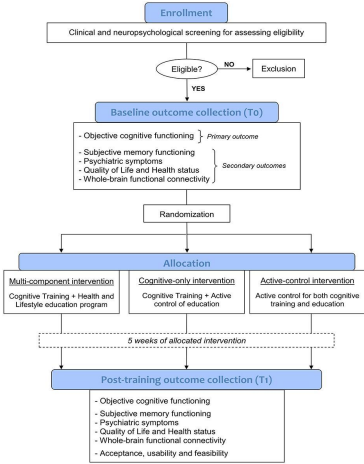 Enrollment
Clinical and neuropsychological screening for assessing eligibility
Eligible?
NO
Exclusion
YES
Baseline outcome collection (T0)
- Objective cognitive functioning
Primary outcome
- Subjective memory functioning
- Psychiatric symptoms
- Quality of Life and Health status
- Whole-brain functional connectivity
Secondary outcomes
Randomization
Allocation
Multi-component intervention
Cognitive Training + Health and
Lifestyle education program
Cognitive-only intervention
Cognitive Training + Active
control of education
Active-control intervention
Active control for both cognitive
training and education
5 weeks of allocated intervention
Post-training outcome collection (T1)
- Objective cognitive functioning
- Subjective memory functioning
- Psychiatric symptoms
- Quality of Life and Health status
- Whole-brain functional connectivity
- Acceptance, usability and feasibility